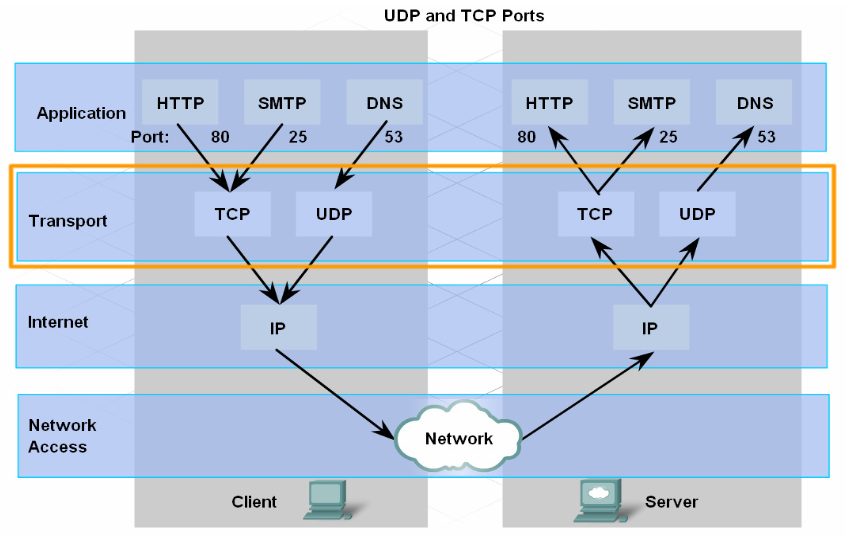 UDP and TCP Ports
Application
HTTP SMTP DNS HTTP SMTP DNS
Port: 80 25 53 80 25 53
Transport
TCP UDP TCP UDP
Internet
IP IP
Network
Access
Network
Client Server